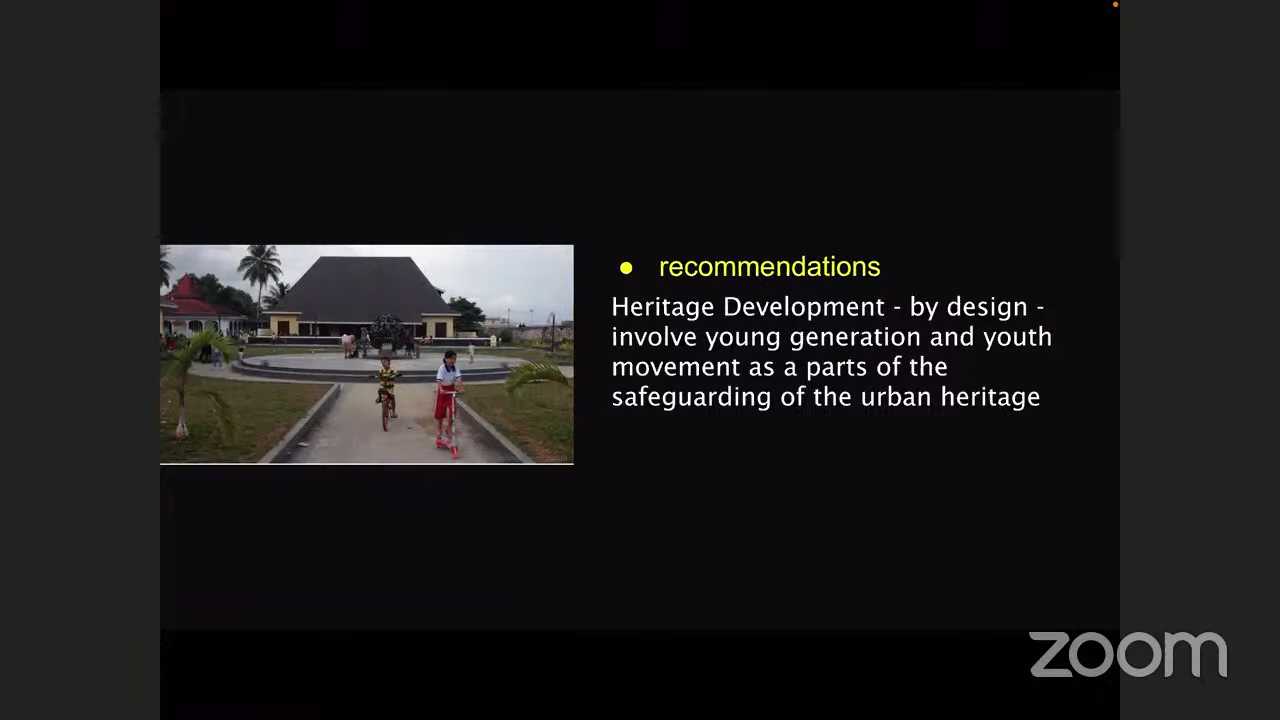 ● recommendations
Heritage Development - by design -
involve young generation and youth
movement as a parts of the
safeguarding of the urban heritage
zoom